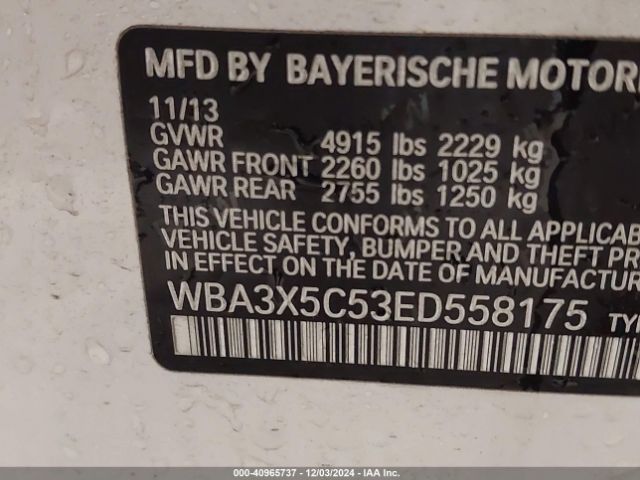 MFD BY BAYERISCHE MOTOR
11/13
GVWR 4915 lbs 2229 kg
GAWR FRONT 2260 lbs 1025 kg
GAWR REAR 2755 lbs 1250 kg
THIS VEHICLE CONFORMS TO ALL APPLICAB
VEHICLE SAFETY, BUMPER AND THEFT P
IN EFFECT ON THE DATE OF MANUFACTU
WBA3X5C53ED558175 TYP
000-40965737 - 12/03/2024 - IAA Inc.